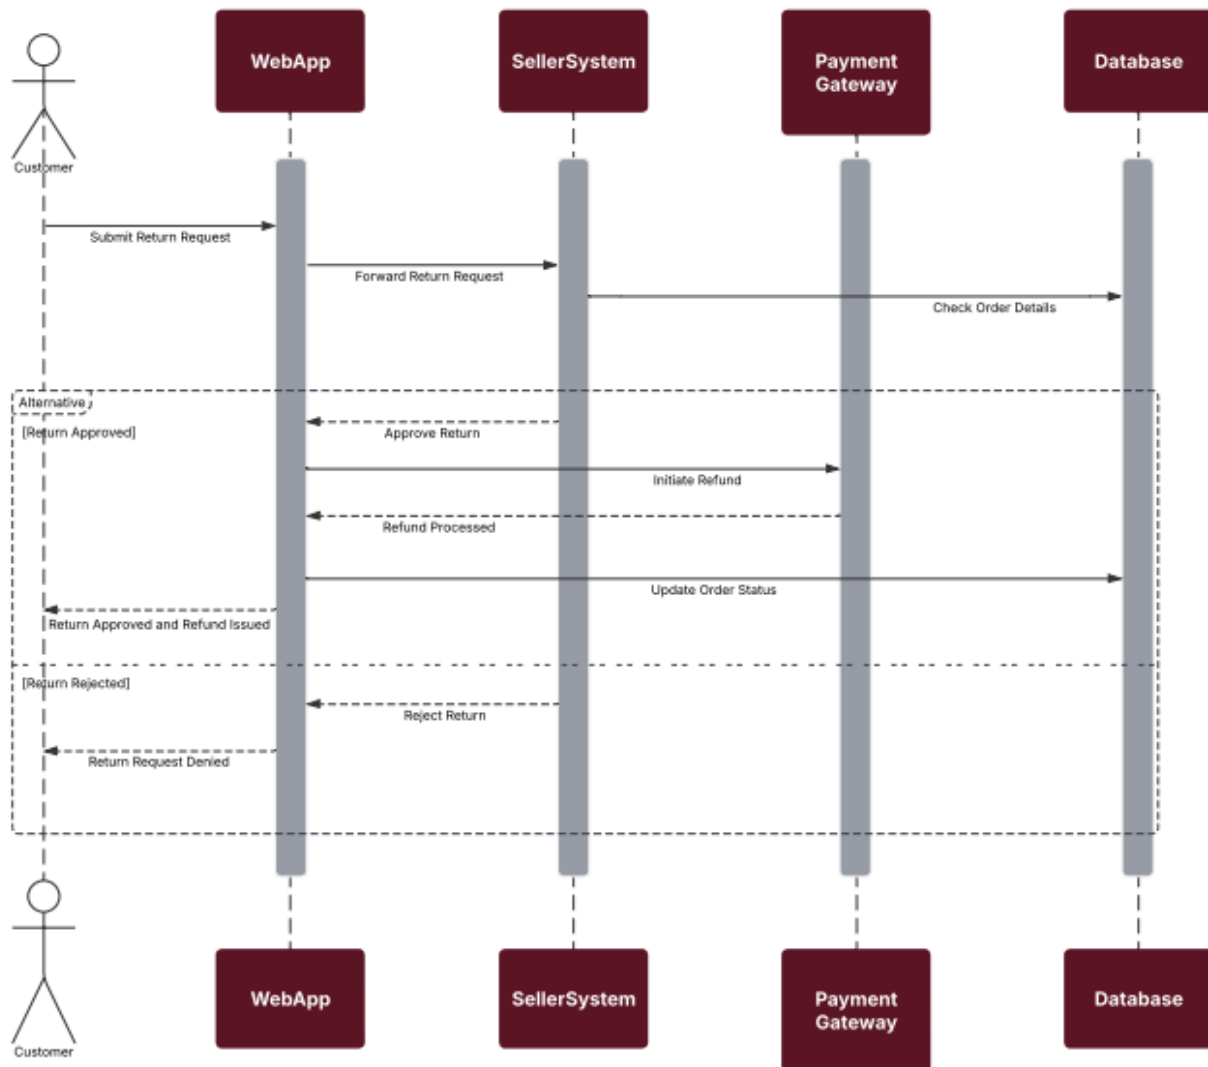 WebApp
SellerSystem
Payment
Gateway
Database
Customer
Submit Return Request
Forward Return Request
Check Order Details
Alternative
[Return Approved]
Approve Return
Initiate Refund
Refund Processed
Update Order Status
Return Approved and Refund Issued
[Return Rejected]
Reject Return
Return Request Denied
WebApp
SellerSystem
Payment
Gateway
Database
Customer